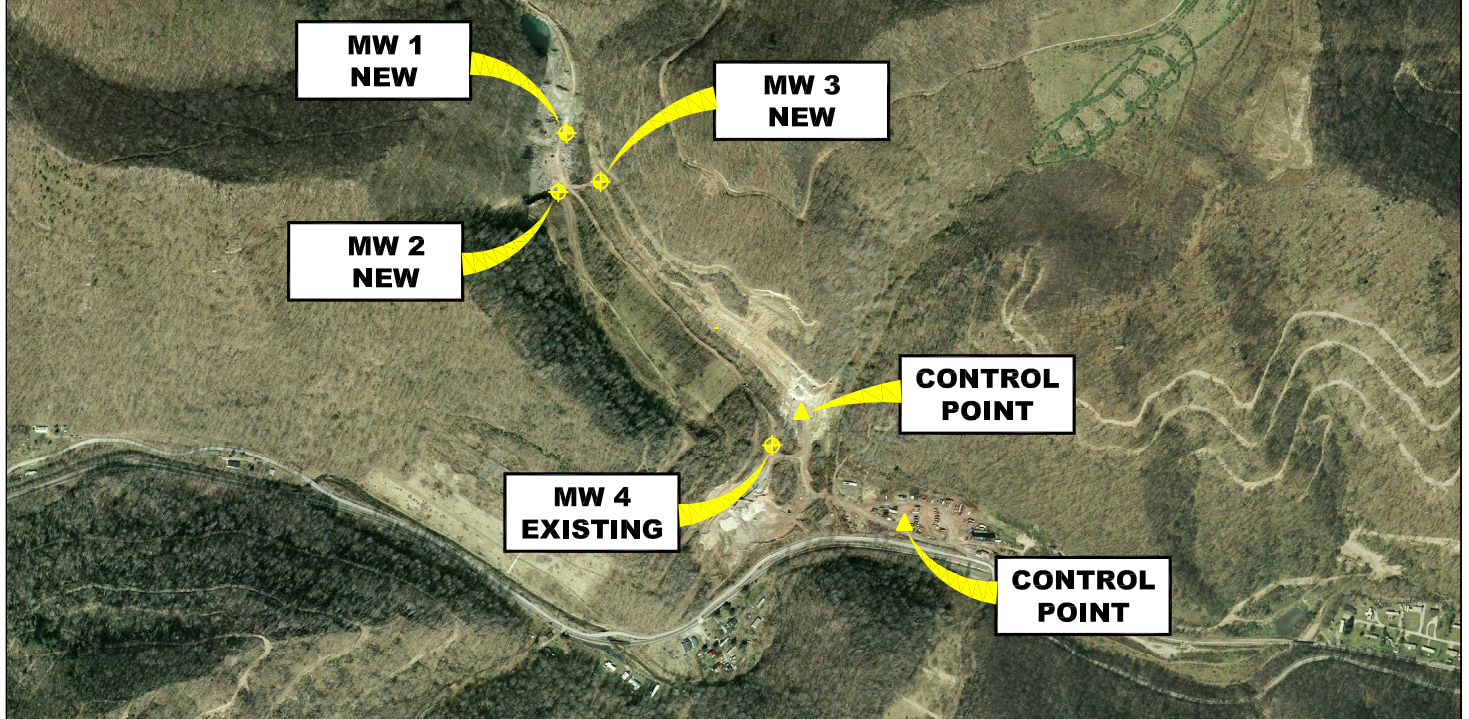 MW 1
NEW
MW 3
NEW
MW 2
NEW
CONTROL
POINT
MW 4
EXISTING
CONTROL
POINT